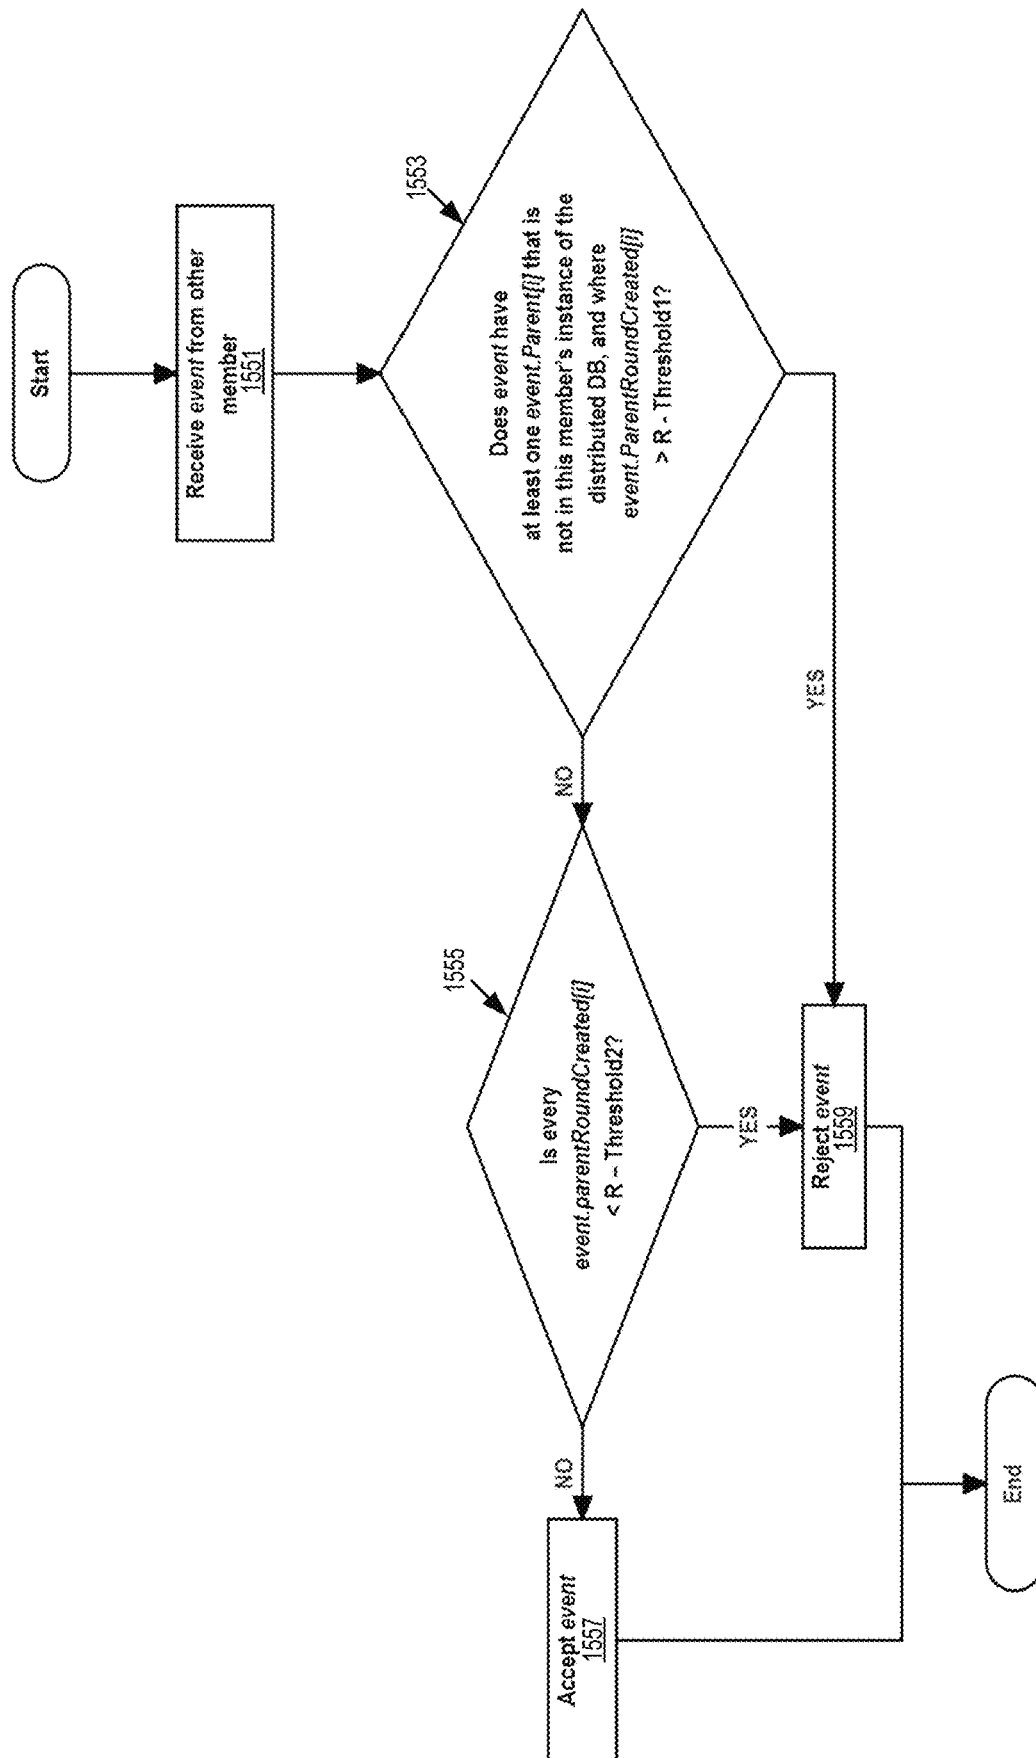 Start
Receive event from other
member
1551
1553
Does event have
at least one event.Parent[i] that is
not in this member's instance of the
distributed DB, and where
event.ParentRoundCreated[i]
> R - Threshold1?
NO
YES
1555
Is every
event.parentRoundCreated[i]
< R – Threshold2?
NO
YES
Accept event
1557
Reject event
1559
End